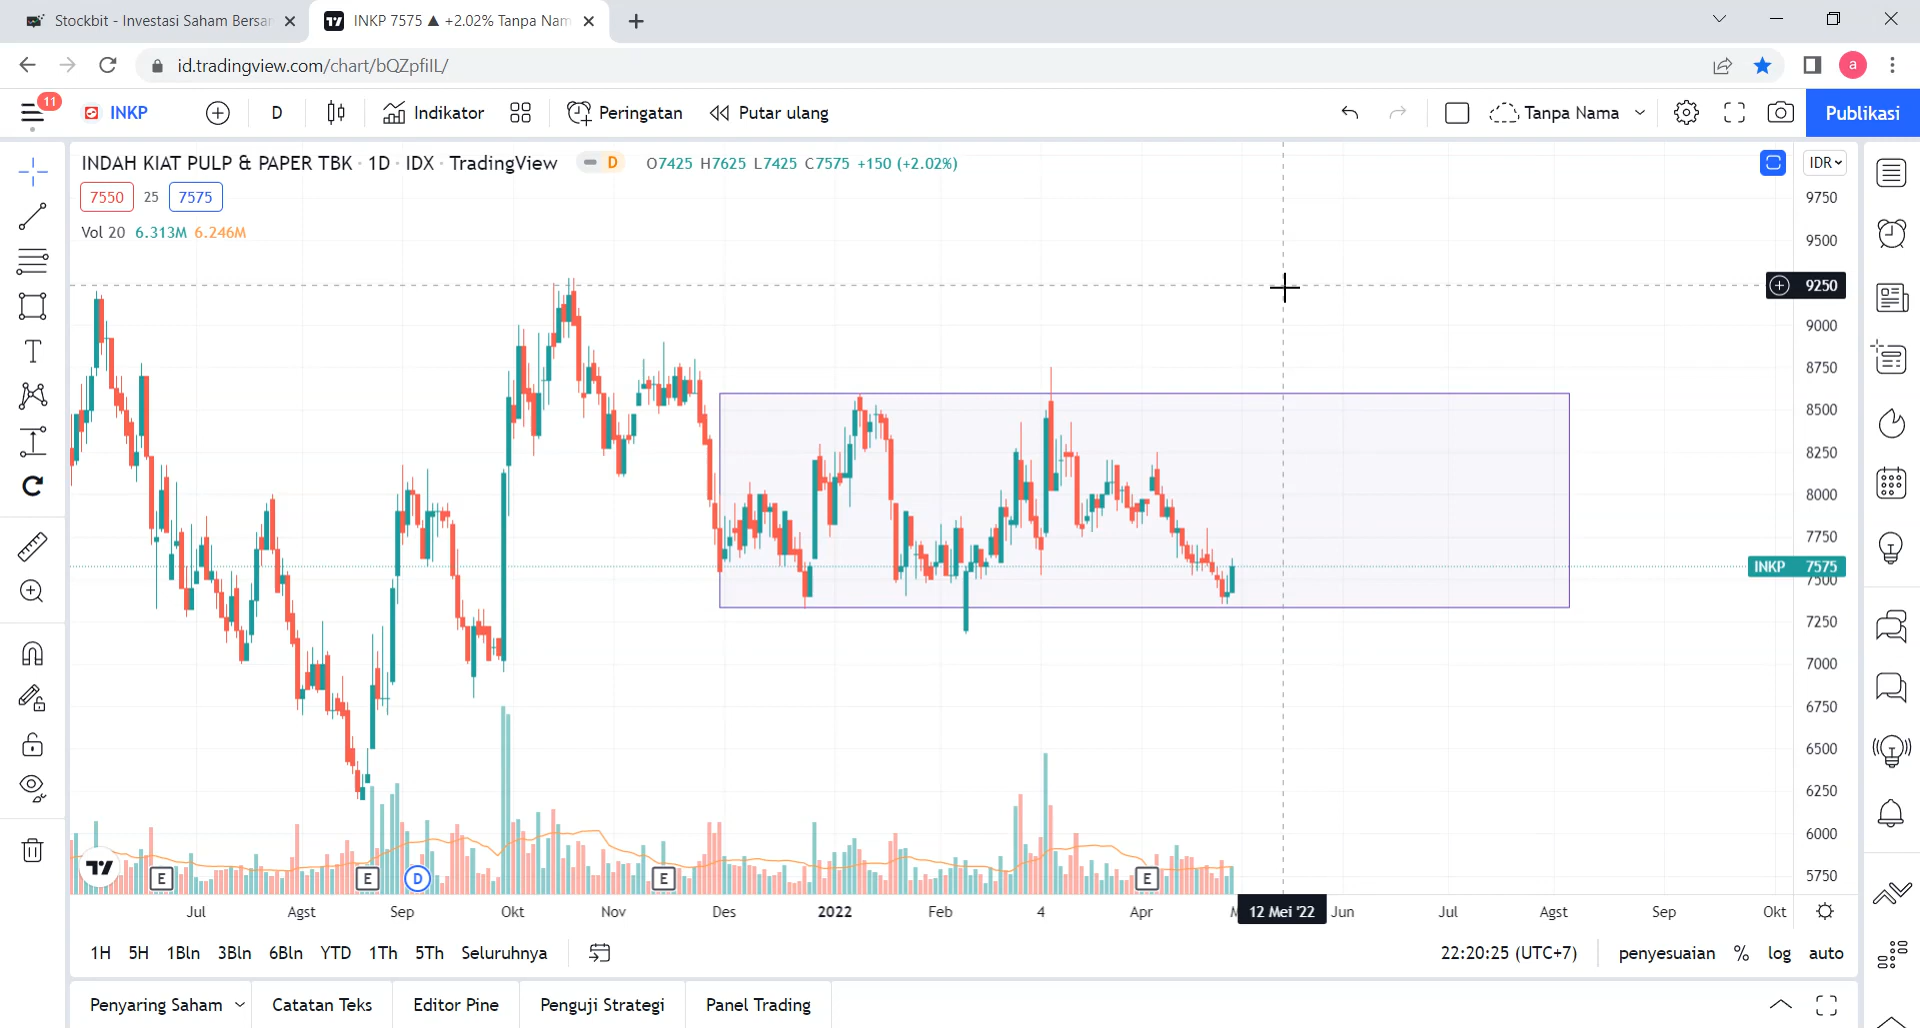 Stockbit - Investasi Saham Bersar
INKP 7575 ▲ +2.02% Tanpa Nam
id.tradingview.com/chart/bQZpfiIL/
a
11
INKP
D
Indikator
Peringatan
Putar ulang
Tanpa Nama
Publikasi
INDAH KIAT PULP & PAPER TBK · 1D · IDX · TradingView
D
O7425 H7625 L7425 C7575 +150 (+2.02%)
IDR
7550
25
7575
Vol 20 6.313M 6.246M
9750
9500
9250
9000
8750
8500
8250
8000
7750
INKP 7575
7500
7250
7000
6750
6500
6250
6000
5750
E
E
D
E
E
Jul
Agst
Sep
Okt
Nov
Des
2022
Feb
4
Apr
12 Mei '22
Jun
Jul
Agst
Sep
Okt
1H
5H
1Bln
3Bln
6Bln
YTD
1Th
5Th
Seluruhnya
22:20:25 (UTC+7)
penyesuaian
%
log
auto
Penyaring Saham
Catatan Teks
Editor Pine
Penguji Strategi
Panel Trading